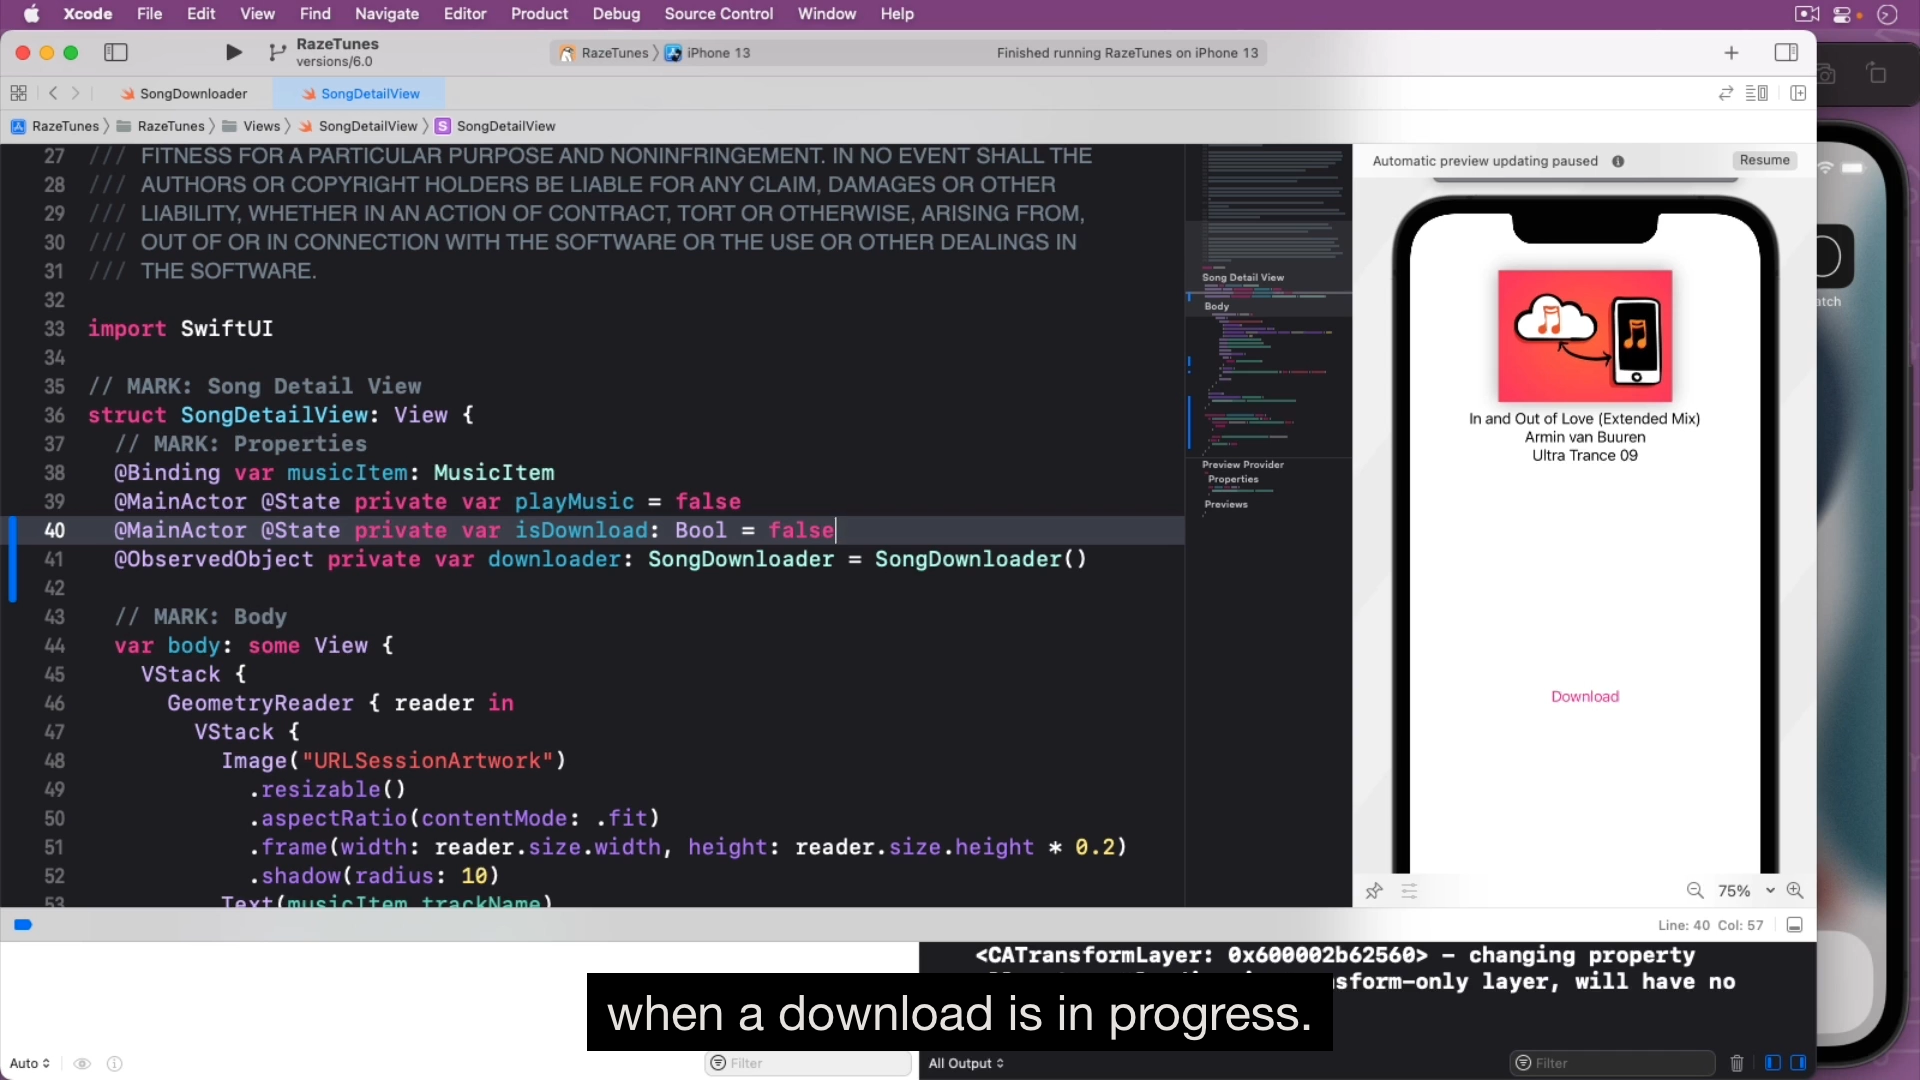 Xcode File Edit View Find Navigate Editor Product Debug Source Control Window Help
RazeTunes
versions/6.0
RazeTunes 〉 iPhone 13
Finished running RazeTunes on iPhone 13
SongDownloader
SongDetailView
RazeTunes 〉 RazeTunes 〉 Views 〉 SongDetailView 〉 S SongDetailView
27 /// FITNESS FOR A PARTICULAR PURPOSE AND NONINFRINGEMENT. IN NO EVENT SHALL THE
28 /// AUTHORS OR COPYRIGHT HOLDERS BE LIABLE FOR ANY CLAIM, DAMAGES OR OTHER
29 /// LIABILITY, WHETHER IN AN ACTION OF CONTRACT, TORT OR OTHERWISE, ARISING FROM,
30 /// OUT OF OR IN CONNECTION WITH THE SOFTWARE OR THE USE OR OTHER DEALINGS IN
31 /// THE SOFTWARE.
32
33 import SwiftUI
34
35 // MARK: Song Detail View
36 struct SongDetailView: View {
37 // MARK: Properties
38 @Binding var musicItem: MusicItem
39 @MainActor @State private var playMusic = false
40 @MainActor @State private var isDownload: Bool = false
41 @ObservedObject private var downloader: SongDownloader = SongDownloader()
42
43 // MARK: Body
44 var body: some View {
45 VStack {
46 GeometryReader { reader in
47 VStack {
48 Image("URLSessionArtwork")
49 .resizable()
50 .aspectRatio(contentMode: .fit)
51 .frame(width: reader.size.width, height: reader.size.height * 0.2)
52 .shadow(radius: 10)
53 Text(musicItem.trackName)
Song Detail View
Body
Preview Provider
Properties
Previews
Automatic preview updating paused
Resume
In and Out of Love (Extended Mix)
Armin van Buuren
Ultra Trance 09
Download
75%
Line: 40 Col: 57
<CATransformLayer: 0x600002b62560> - changing property
nsform-only layer, will have no
when a download is in progress.
Auto
Filter
All Output
Filter